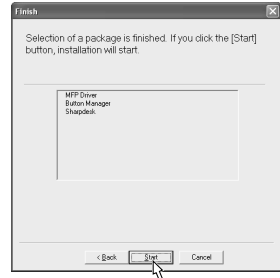 Finish
Selection of a package is finished. If you click the [Start]
button, installation will start.
MFP Driver
Button Manager
Sharpdesk
< Back
Start
Cancel